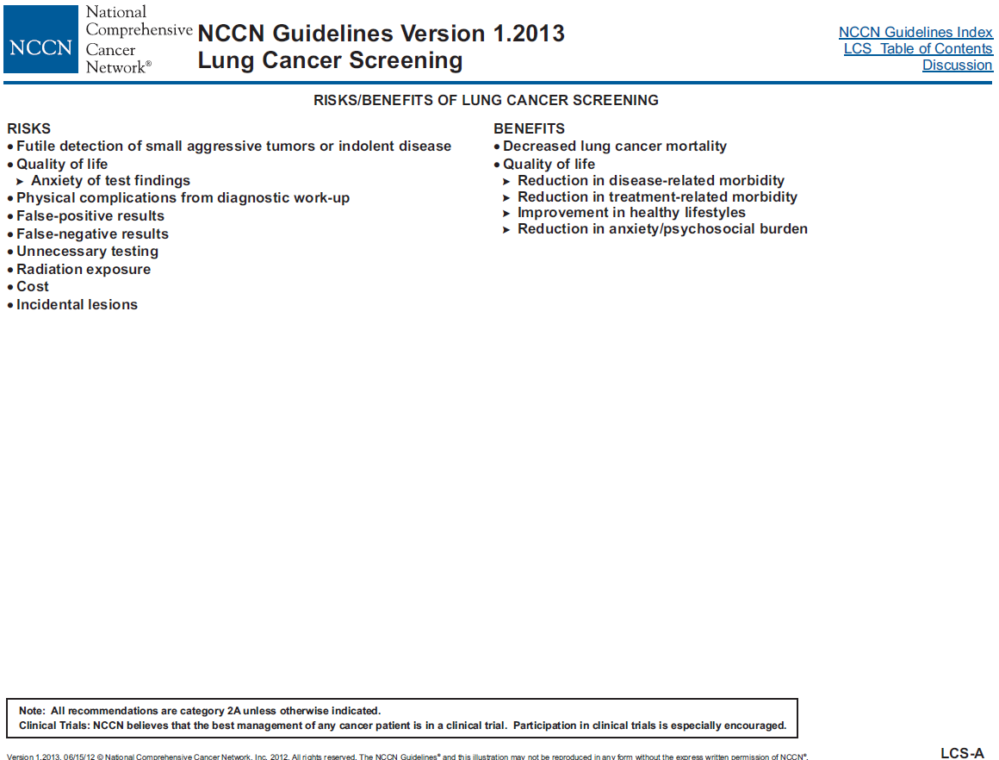 NCCN
National
Comprehensive
Cancer
Network®
NCCN Guidelines Version 1.2013
Lung Cancer Screening
NCCN Guidelines Index
LCS Table of Contents
Discussion
RISKS/BENEFITS OF LUNG CANCER SCREENING
RISKS
• Futile detection of small aggressive tumors or indolent disease
• Quality of life
➤ Anxiety of test findings
• Physical complications from diagnostic work-up
• False-positive results
• False-negative results
• Unnecessary testing
• Radiation exposure
• Cost
• Incidental lesions
BENEFITS
• Decreased lung cancer mortality
• Quality of life
➤ Reduction in disease-related morbidity
➤ Reduction in treatment-related morbidity
➤ Improvement in healthy lifestyles
➤ Reduction in anxiety/psychosocial burden
Note: All recommendations are category 2A unless otherwise indicated.
Clinical Trials: NCCN believes that the best management of any cancer patient is in a clinical trial. Participation in clinical trials is especially encouraged.
Version 1.2013, 06/15/12 © National Comprehensive Cancer Network, Inc. 2012, All rights reserved. The NCCN Guidelines® and this illustration may not be reproduced in any form without the express written permission of NCCN®.
LCS-A